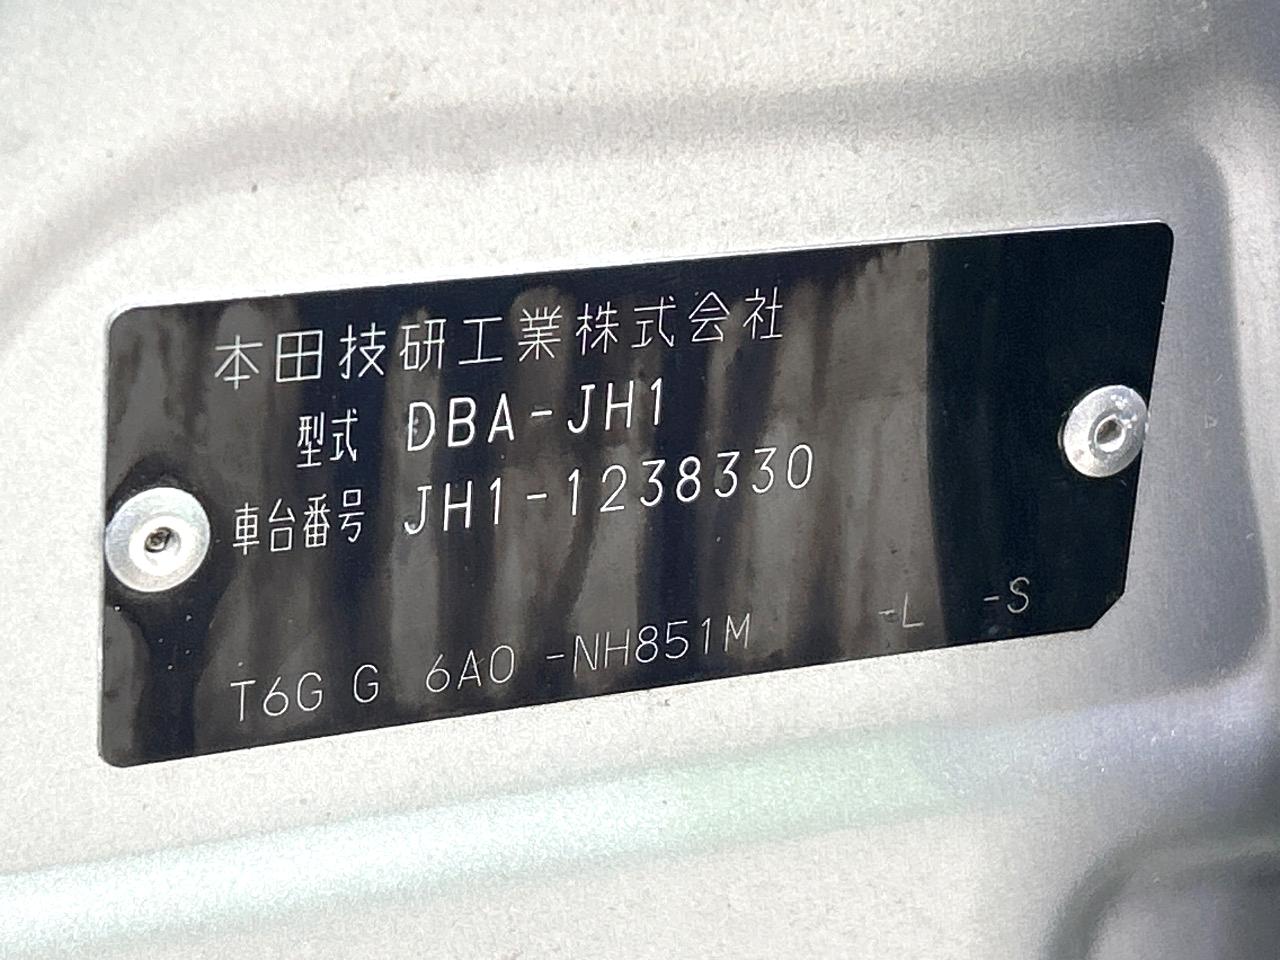 本田技研工業株式会社
型式 DBA-JH1
車台番号 JH1-1238330
T6G G 6A0 -NH851M -L -S